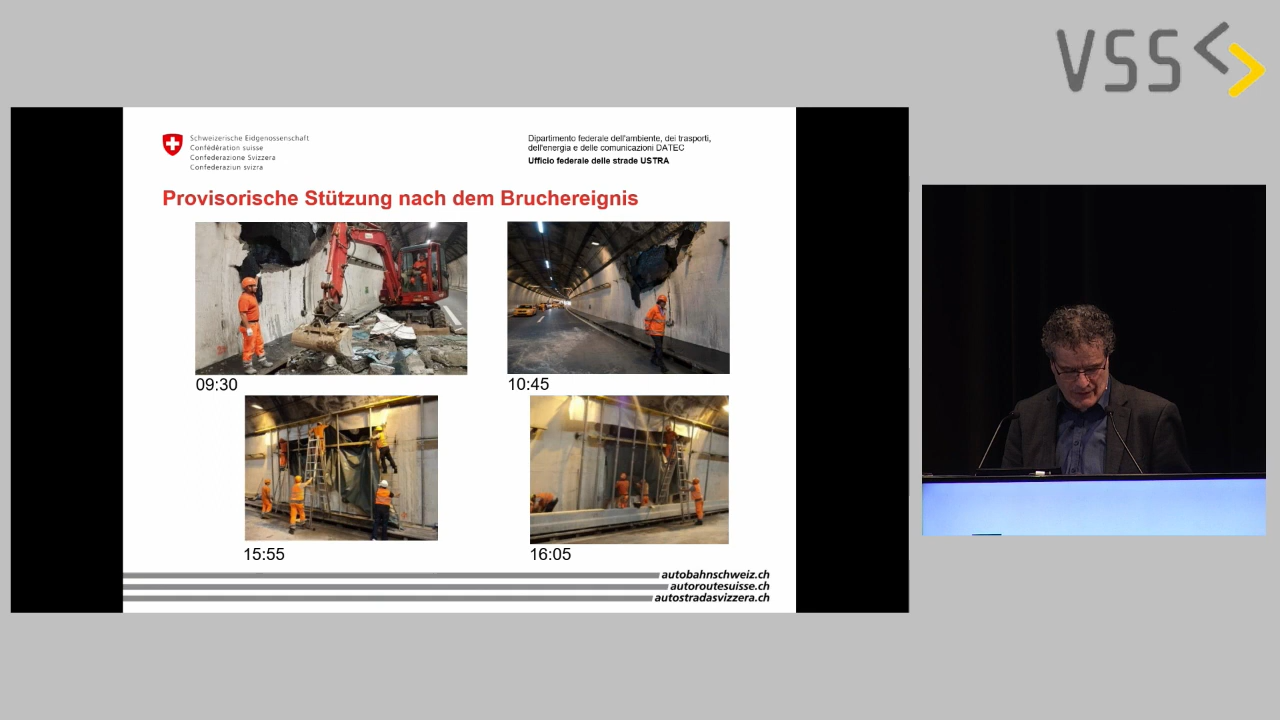 VSS
Schweizerische Eidgenossenschaft
Confédération suisse
Confederazione Svizzera
Confederaziun svizra
Dipartimento federale dell'ambiente, dei trasporti,
dell'energia e delle comunicazioni DATEC
Ufficio federale delle strade USTRA
Provisorische Stützung nach dem Bruchereignis
09:30
10:45
15:55
16:05
autobahnschweiz.ch
autoroutesuisse.ch
autostradasvizzera.ch